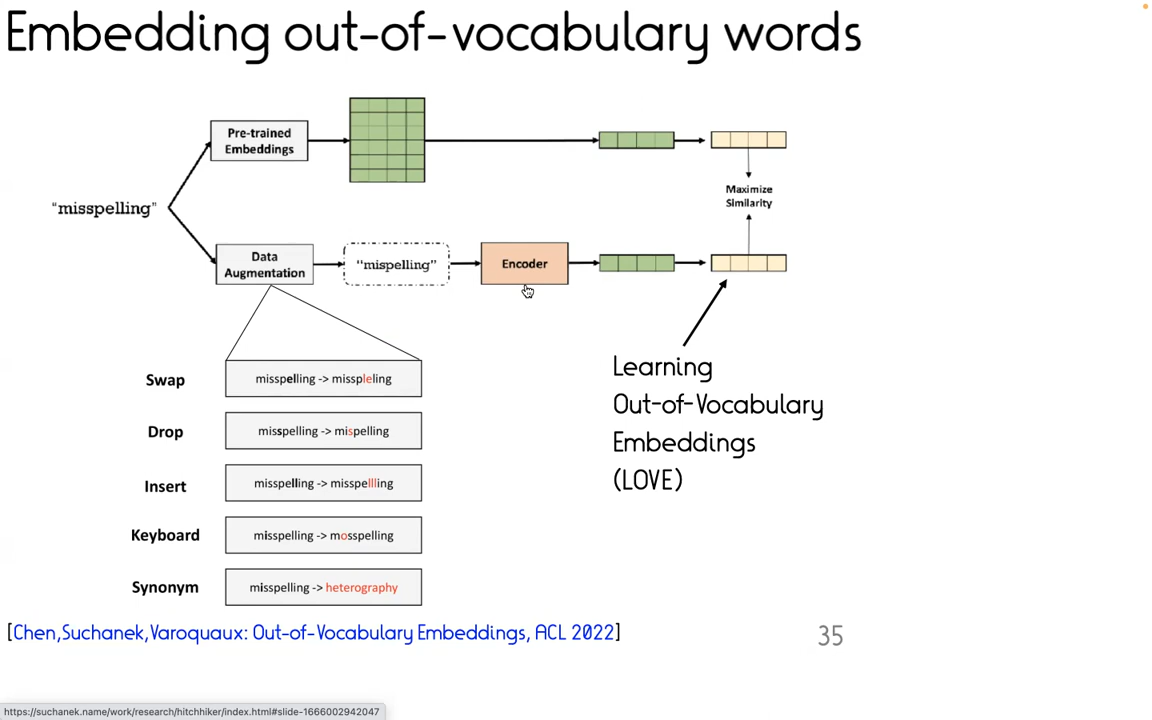 Embedding out-of-vocabulary words
Pre-trained
Embeddings
Maximize
Similarity
"misspelling"
Data
Augmentation
"mispelling"
Encoder
Learning
Out-of-Vocabulary
Embeddings
(LOVE)
Swap
misspelling -> misspleling
Drop
misspelling -> mispelling
Insert
misspelling -> misspellling
Keyboard
misspelling -> mosspelling
Synonym
misspelling -> heterography
[Chen,Suchanek,Varoquaux: Out-of-Vocabulary Embeddings, ACL 2022]
35
https://suchanek.name/work/research/hitchhiker/index.html#slide-1666002942047